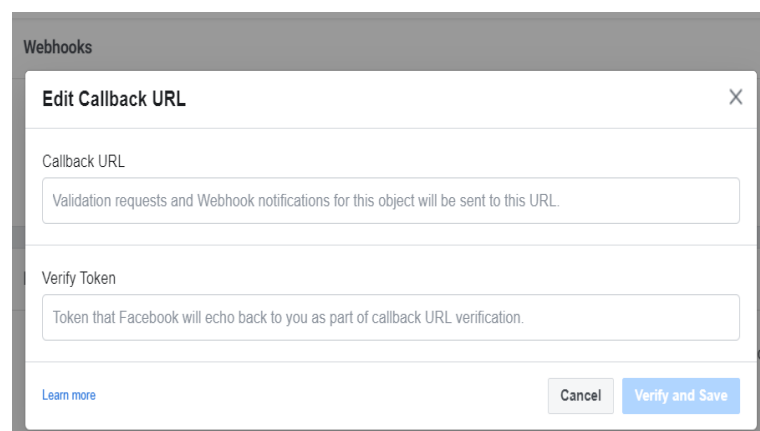 Webhooks
Edit Callback URL
X
Callback URL
Validation requests and Webhook notifications for this object will be sent to this URL.
Verify Token
Token that Facebook will echo back to you as part of callback URL verification.
Learn more
Cancel
Verify and Save